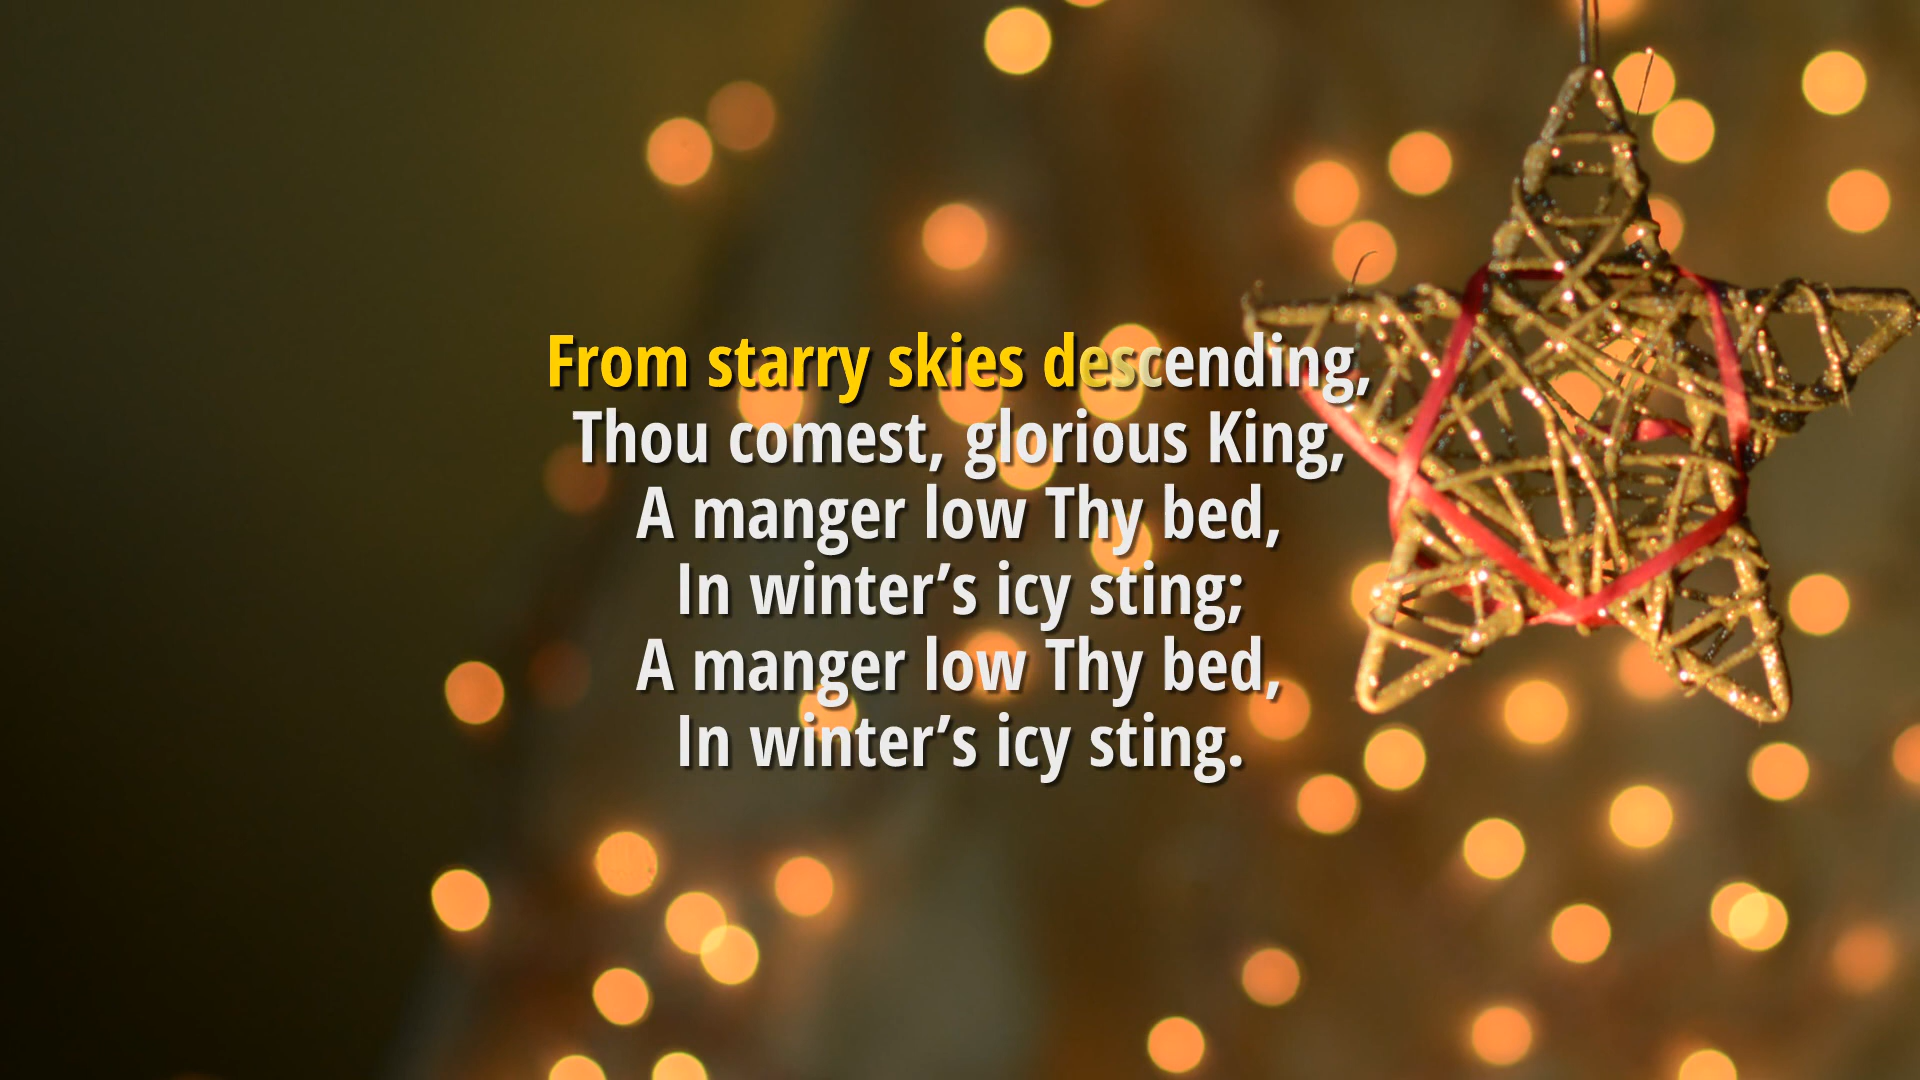 From starry skies descending,
Thou comest, glorious King,
A manger low Thy bed,
In winter’s icy sting;
A manger low Thy bed,
In winter’s icy sting.